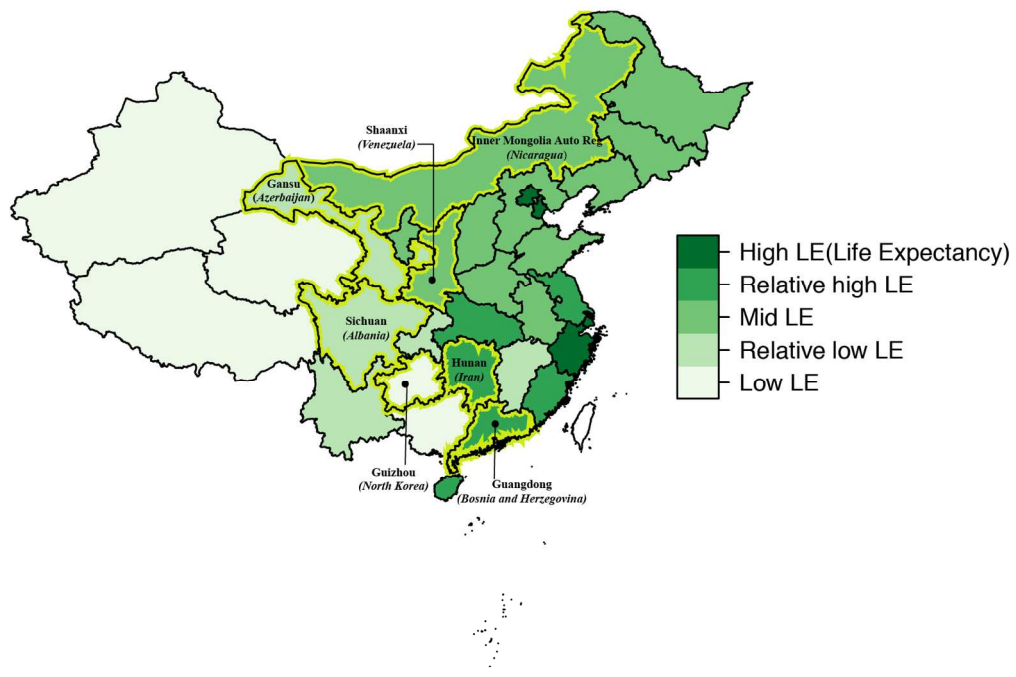 Shaanxi
(Venezuela)
Inner Mongolia Auto Reg
(Nicaragua)
Gansu
(Azerbaijan)
High LE(Life Expectancy)
Relative high LE
Mid LE
Relative low LE
Low LE
Sichuan
(Albania)
Hunan
(Iran)
Guizhou
(North Korea)
Guangdong
(Bosnia and Herzegovina)